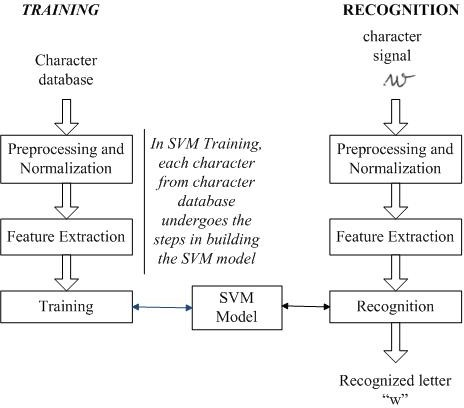 TRAINING
Character
database
Preprocessing and
Normalization
Feature Extraction
Training
In SVM Training,
each character
from character
database
undergoes the
steps in building
the SVM model
SVM
Model
RECOGNITION
character
signal
w
Preprocessing and
Normalization
Feature Extraction
Recognition
Recognized letter
“w”